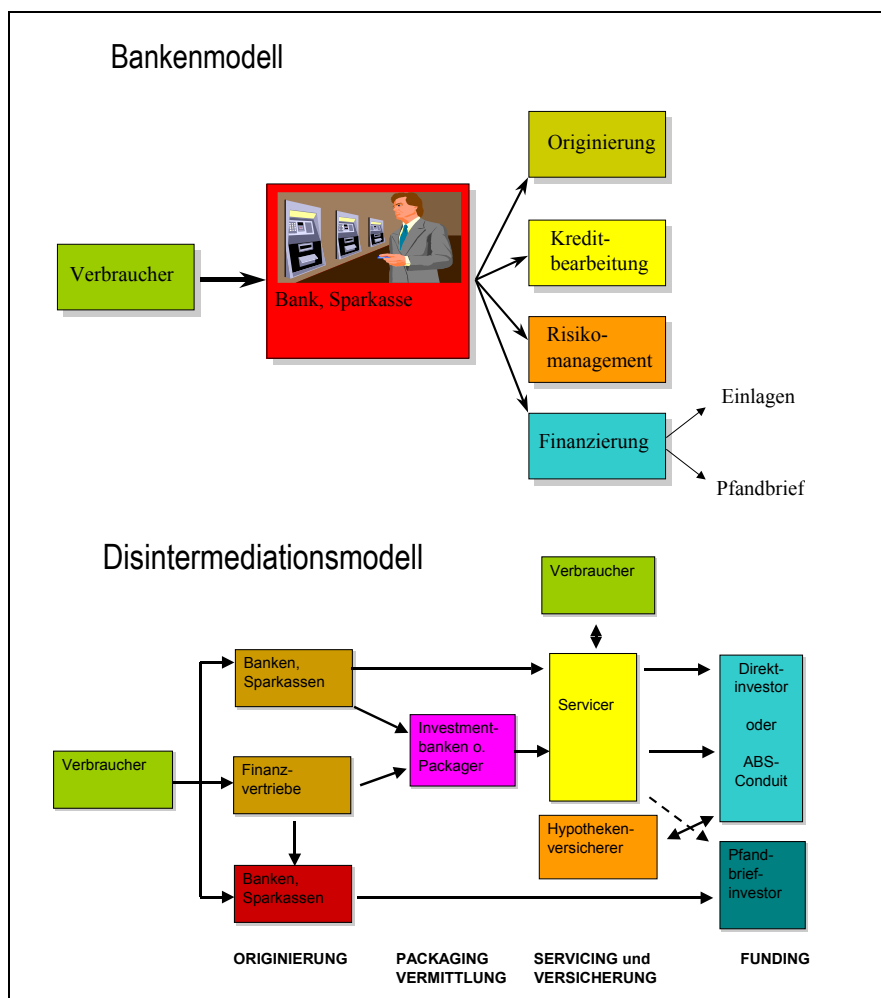 Bankenmodell
Originierung
Kredit-
bearbeitung
Verbraucher
Bank, Sparkasse
Risiko-
management
Einlagen
Finanzierung
Pfandbrief
Disintermediationsmodell
Verbraucher
Banken,
Sparkassen
Direkt-
investor
oder
ABS-
Conduit
Servicer
Investment-
banken o.
Packager
Verbraucher
Finanz-
vertriebe
Hypotheken-
versicherer
Pfand-
brief-
investor
Banken,
Sparkassen
ORIGINIERUNG
PACKAGING
VERMITTLUNG
SERVICING und
VERSICHERUNG
FUNDING